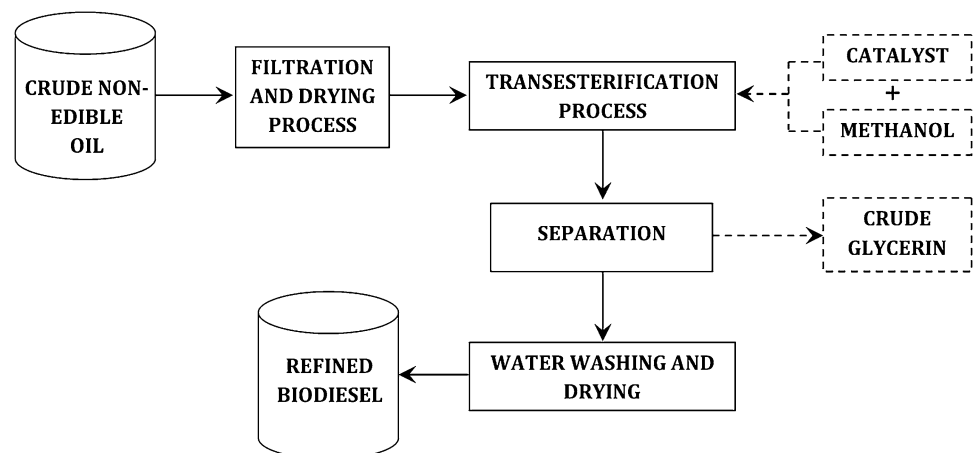 CRUDE NON-
EDIBLE
OIL
FILTRATION
AND DRYING
PROCESS
TRANSESTERIFICATION
PROCESS
CATALYST
+
METHANOL
SEPARATION
CRUDE
GLYCERIN
WATER WASHING AND
DRYING
REFINED
BIODIESEL